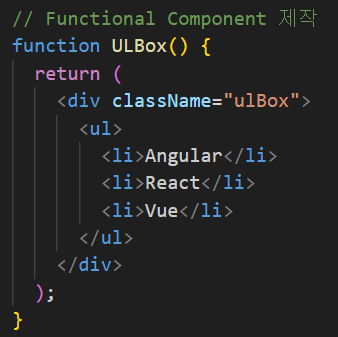 // Functional Component 제작
function ULBox() {
  return (
    <div className="ulBox">
      <ul>
        <li>Angular</li>
        <li>React</li>
        <li>Vue</li>
      </ul>
    </div>
  );
}